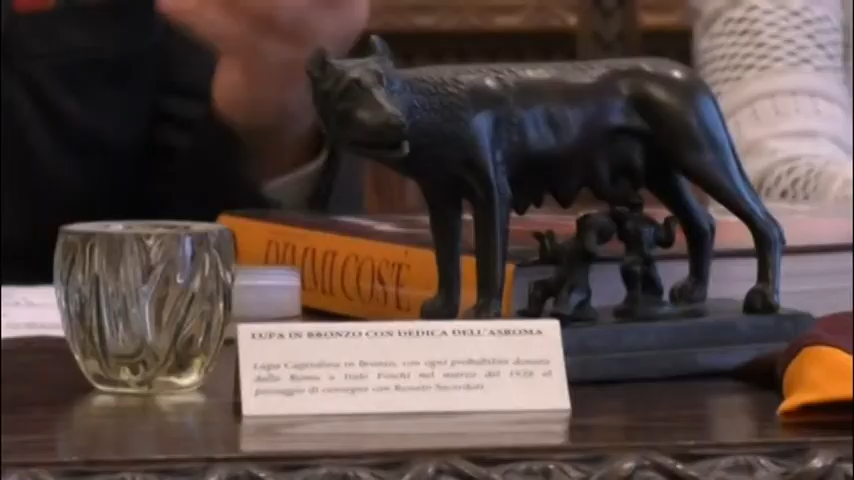 DIMMI COS'È
LUPA IN BRONZO CON DEDICA DELL'ASROMA
Lupa Capitolina in bronzo, con ogni probabilità donata
dalla Roma a Italo Foschi nel marzo del 1928 al
passaggio di consegne con Renato Sacerdoti